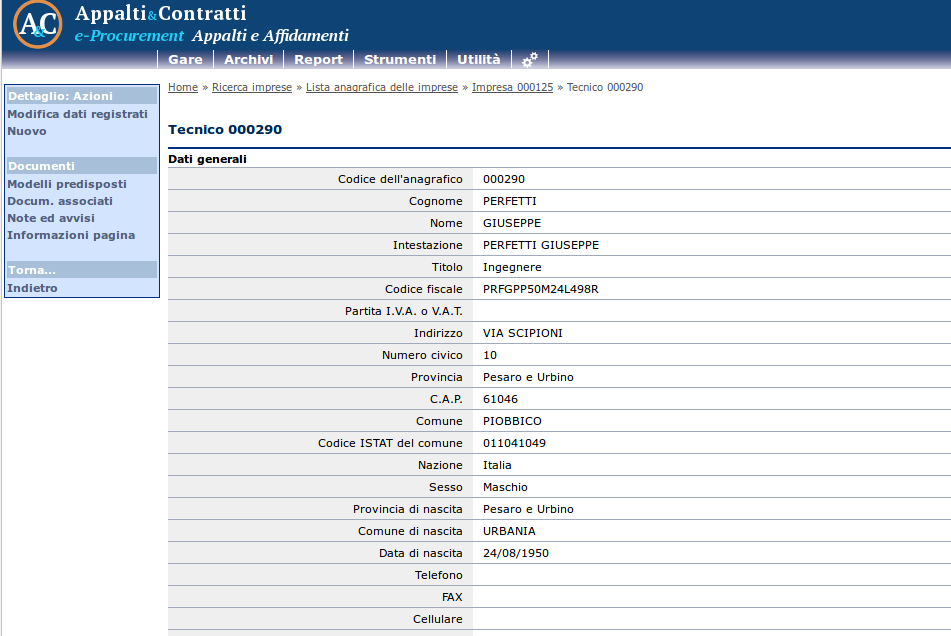 A&C
Appalti&Contratti
e-Procurement Appalti e Affidamenti
Gare Archivi Report Strumenti Utilità
Home » Ricerca imprese » Lista anagrafica delle imprese » Impresa 000125 » Tecnico 000290
Dettaglio: Azioni
Modifica dati registrati
Nuovo
Documenti
Modelli predisposti
Docum. associati
Note ed avvisi
Informazioni pagina
Torna...
Indietro
Tecnico 000290
Dati generali
Codice dell'anagrafico 000290
Cognome PERFETTI
Nome GIUSEPPE
Intestazione PERFETTI GIUSEPPE
Titolo Ingegnere
Codice fiscale PRFGPP50M24L498R
Partita I.V.A. o V.A.T.
Indirizzo VIA SCIPIONI
Numero civico 10
Provincia Pesaro e Urbino
C.A.P. 61046
Comune PIOBBICO
Codice ISTAT del comune 011041049
Nazione Italia
Sesso Maschio
Provincia di nascita Pesaro e Urbino
Comune di nascita URBANIA
Data di nascita 24/08/1950
Telefono
FAX
Cellulare